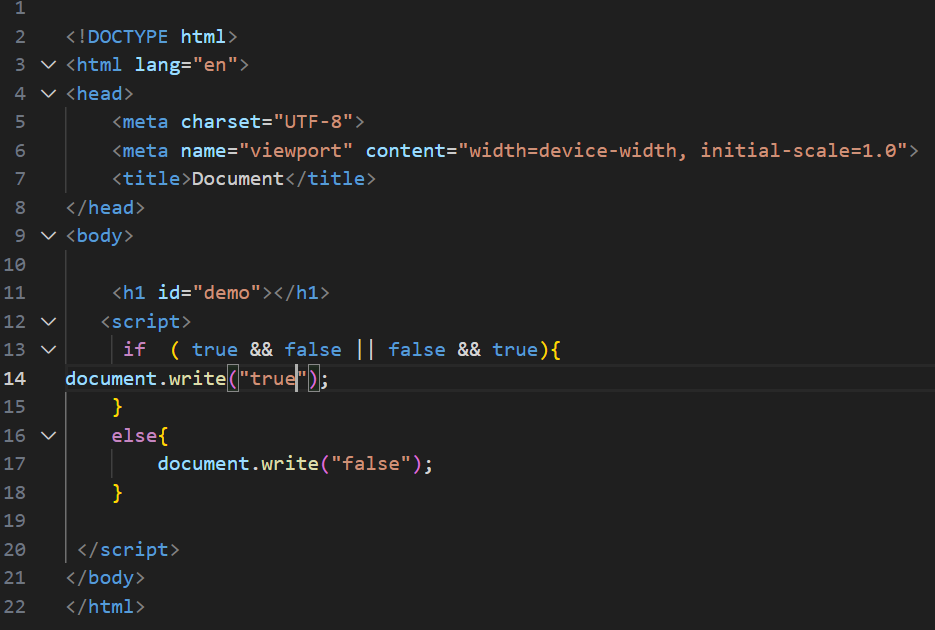 1
2 <!DOCTYPE html>
3 <html lang="en">
4 <head>
5     <meta charset="UTF-8">
6     <meta name="viewport" content="width=device-width, initial-scale=1.0">
7     <title>Document</title>
8 </head>
9 <body>
10
11     <h1 id="demo"></h1>
12    <script>
13      if  ( true && false || false && true){
14 document.write("true");
15     }
16     else{
17         document.write("false");
18     }
19
20  </script>
21 </body>
22 </html>